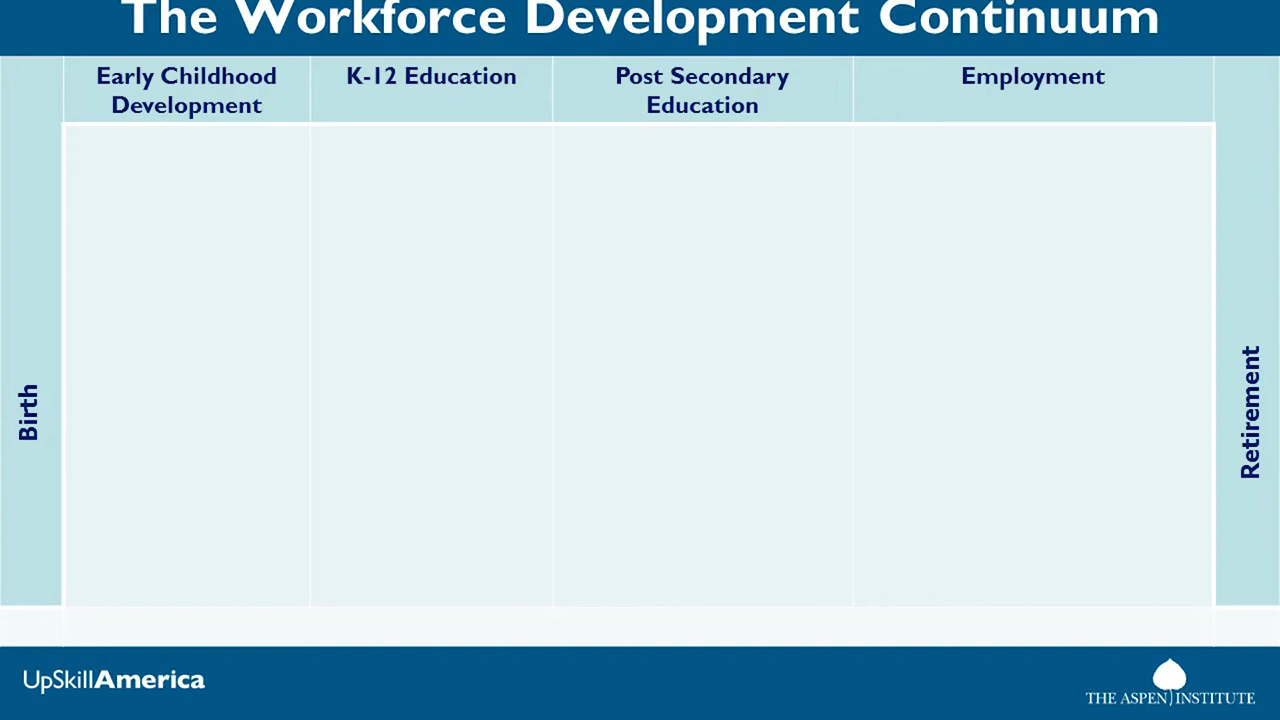 The Workforce Development Continuum
Early Childhood
Development
K-12 Education
Post Secondary
Education
Employment
Birth
Retirement
UpSkillAmerica
THE ASPEN INSTITUTE